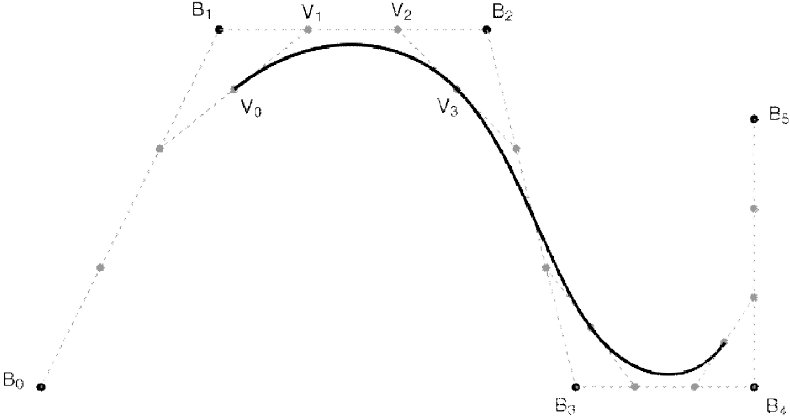 B₁ V₁ V₂ B₂
V₀ V₃
B₅
B₀ B₃ B₄